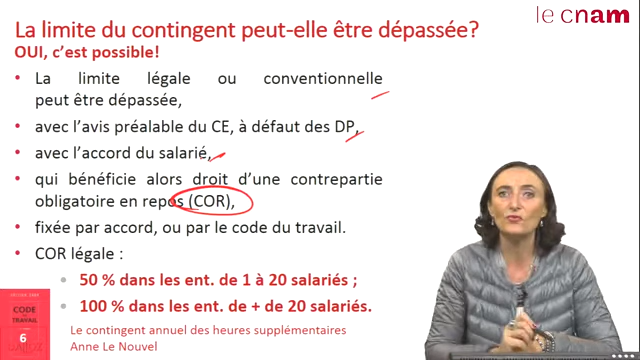 La limite du contingent peut-elle être dépassée?
le cnam
OUI, c'est possible!
• La limite légale ou conventionnelle
peut être dépassée,
• avec l'avis préalable du CE, à défaut des DP,
• avec l'accord du salarié,
• qui bénéficie alors droit d'une contrepartie
obligatoire en repos (COR),
• fixée par accord, ou par le code du travail.
• COR légale :
• 50 % dans les ent. de 1 à 20 salariés ;
• 100 % dans les ent. de + de 20 salariés.
CODE
TRAVAIL
6
Le contingent annuel des heures supplémentaires
Anne Le Nouvel